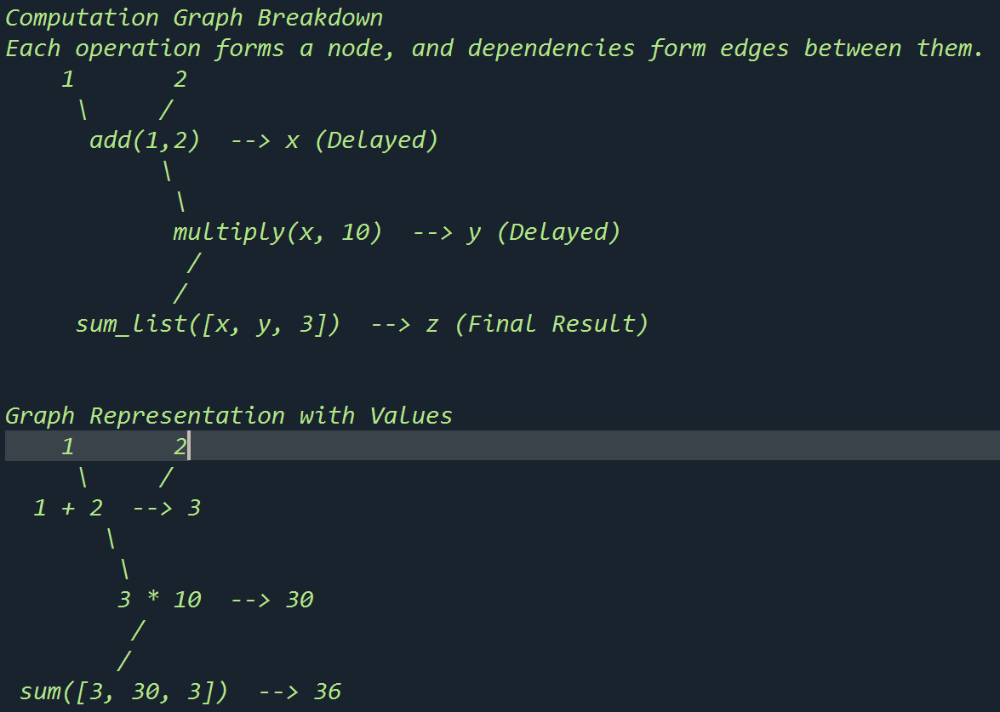 Computation Graph Breakdown
Each operation forms a node, and dependencies form edges between them.
    1       2
     \     /
      add(1,2)  --> x (Delayed)
           \
            \
            multiply(x, 10)  --> y (Delayed)
             /
            /
     sum_list([x, y, 3])  --> z (Final Result)

Graph Representation with Values
    1       2
     \     /
  1 + 2  --> 3
       \
        \
        3 * 10  --> 30
         /
        /
 sum([3, 30, 3])  --> 36